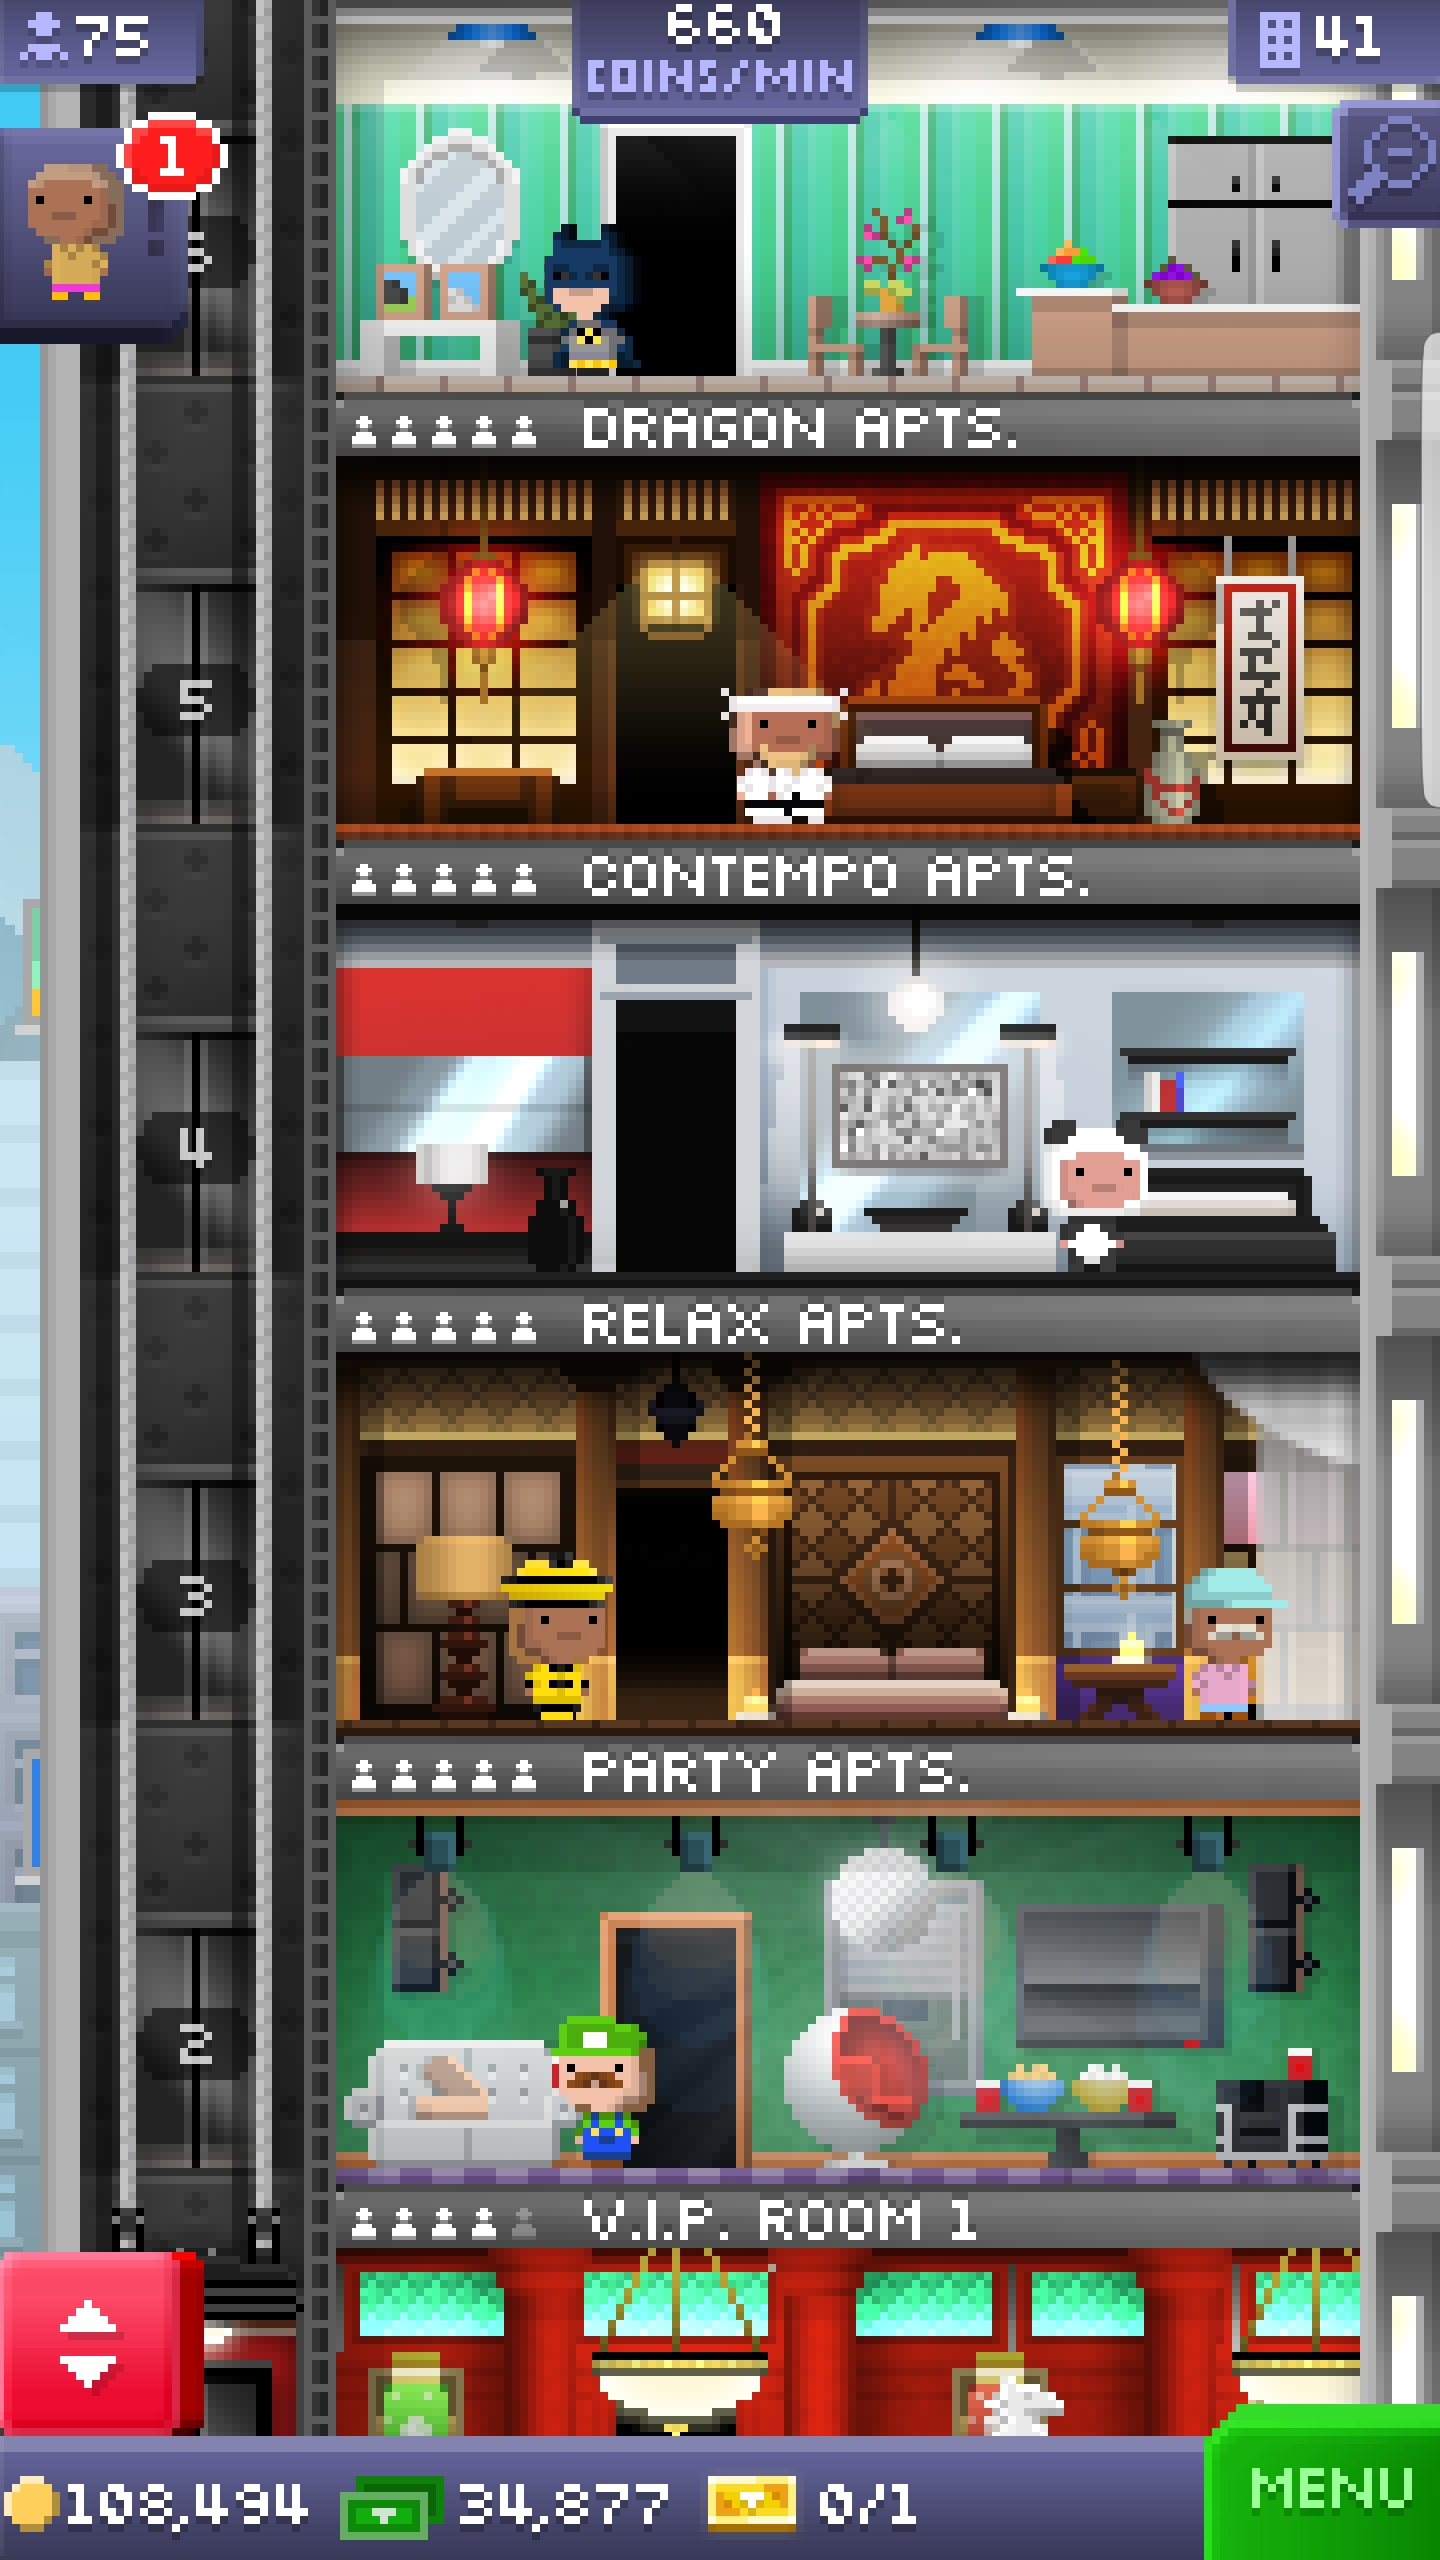 75
660
COINS/MIN
41
1
DRAGON APTS.
5
CONTEMPO APTS.
4
RELAX APTS.
3
PARTY APTS.
2
V.I.P. ROOM 1
108,494
34,877
0/1
MENU